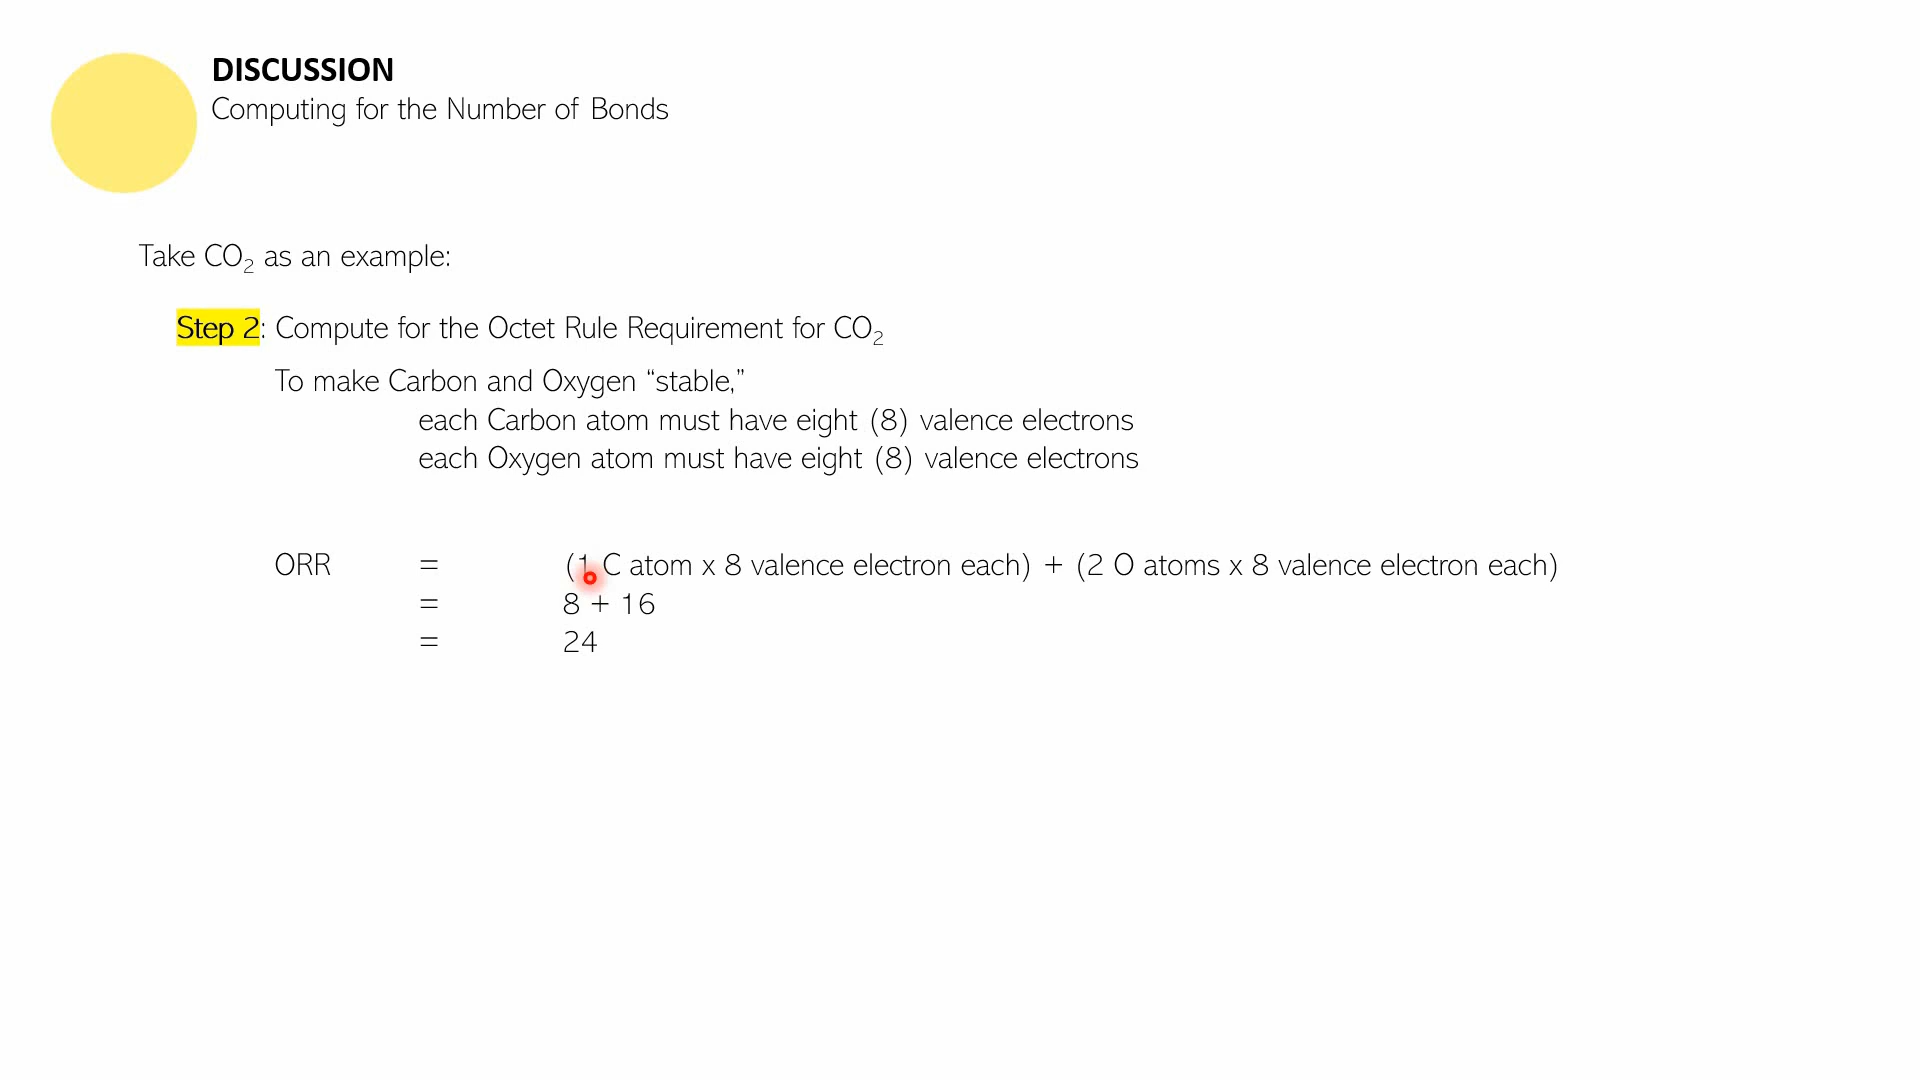 DISCUSSION
Computing for the Number of Bonds
Take CO₂ as an example:
Step 2: Compute for the Octet Rule Requirement for CO₂
To make Carbon and Oxygen “stable,”
each Carbon atom must have eight (8) valence electrons
each Oxygen atom must have eight (8) valence electrons
ORR = (1 C atom x 8 valence electron each) + (2 O atoms x 8 valence electron each)
= 8 + 16
= 24